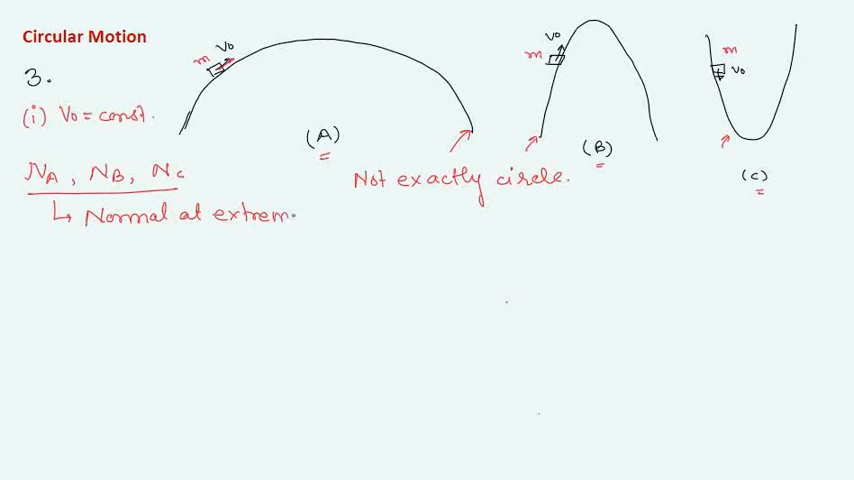 Circular Motion
3.
(i) V0 = const.
NA, NB, NC
↳ Normal at extrem.
m V0
(A)
Not exactly circle.
m V0
(B)
m V0
(C)